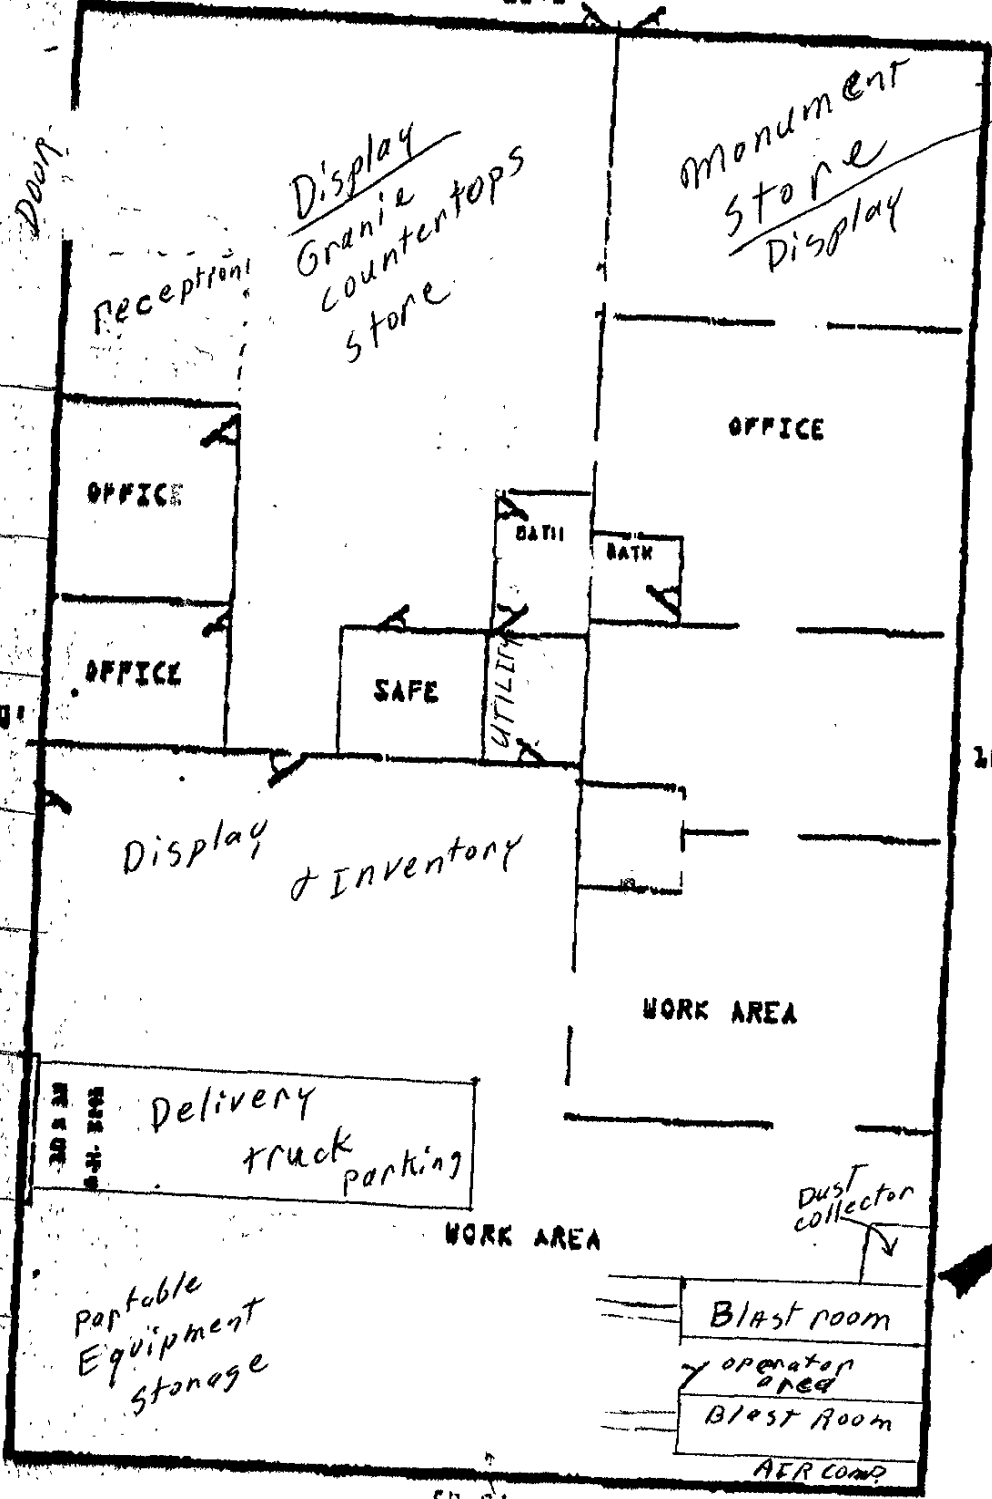 DOOR
Display
Granie
countertops
store
Monument
store
Display
reception
OFFICE
OFFICE
OFFICE
BATH
BATH
SAFE
UTILITY
Display
& Inventory
WORK AREA
Delivery
truck
parking
WORK AREA
Dust
collector
Portable
Equipment
storage
Blast room
operator
area
Blast Room
AIR COMP.